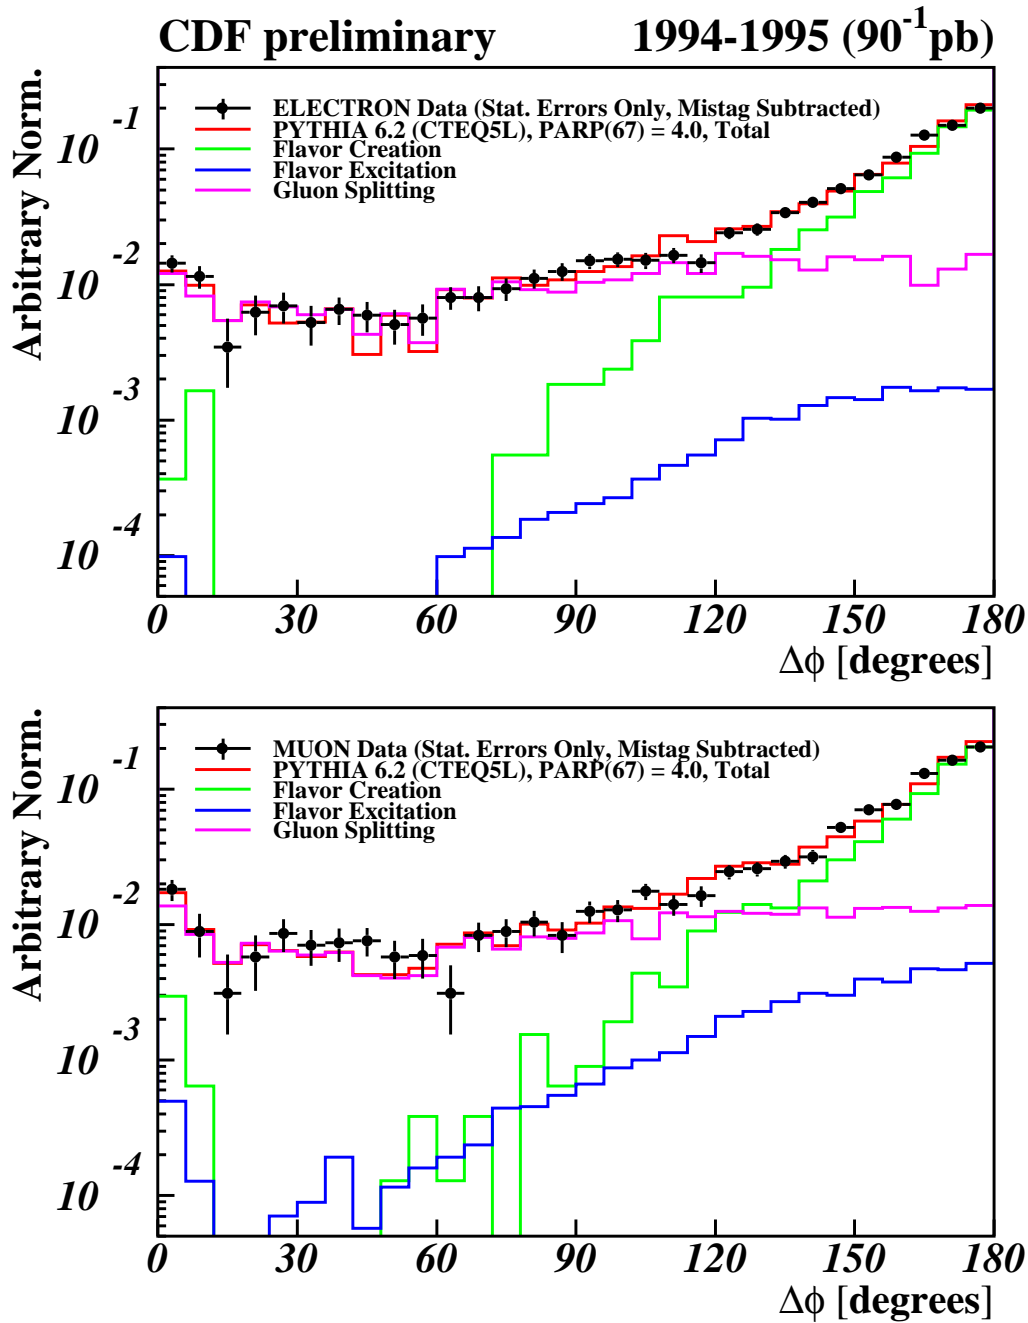 CDF preliminary 1994-1995 (90⁻¹pb)
Arbitrary Norm.
ELECTRON Data (Stat. Errors Only, Mistag Subtracted)
PYTHIA 6.2 (CTEQ5L), PARP(67) = 4.0, Total
Flavor Creation
Flavor Excitation
Gluon Splitting
10⁻¹
10⁻²
10⁻³
10⁻⁴
0 30 60 90 120 150 180
Δϕ [degrees]
Arbitrary Norm.
MUON Data (Stat. Errors Only, Mistag Subtracted)
PYTHIA 6.2 (CTEQ5L), PARP(67) = 4.0, Total
Flavor Creation
Flavor Excitation
Gluon Splitting
10⁻¹
10⁻²
10⁻³
10⁻⁴
0 30 60 90 120 150 180
Δϕ [degrees]